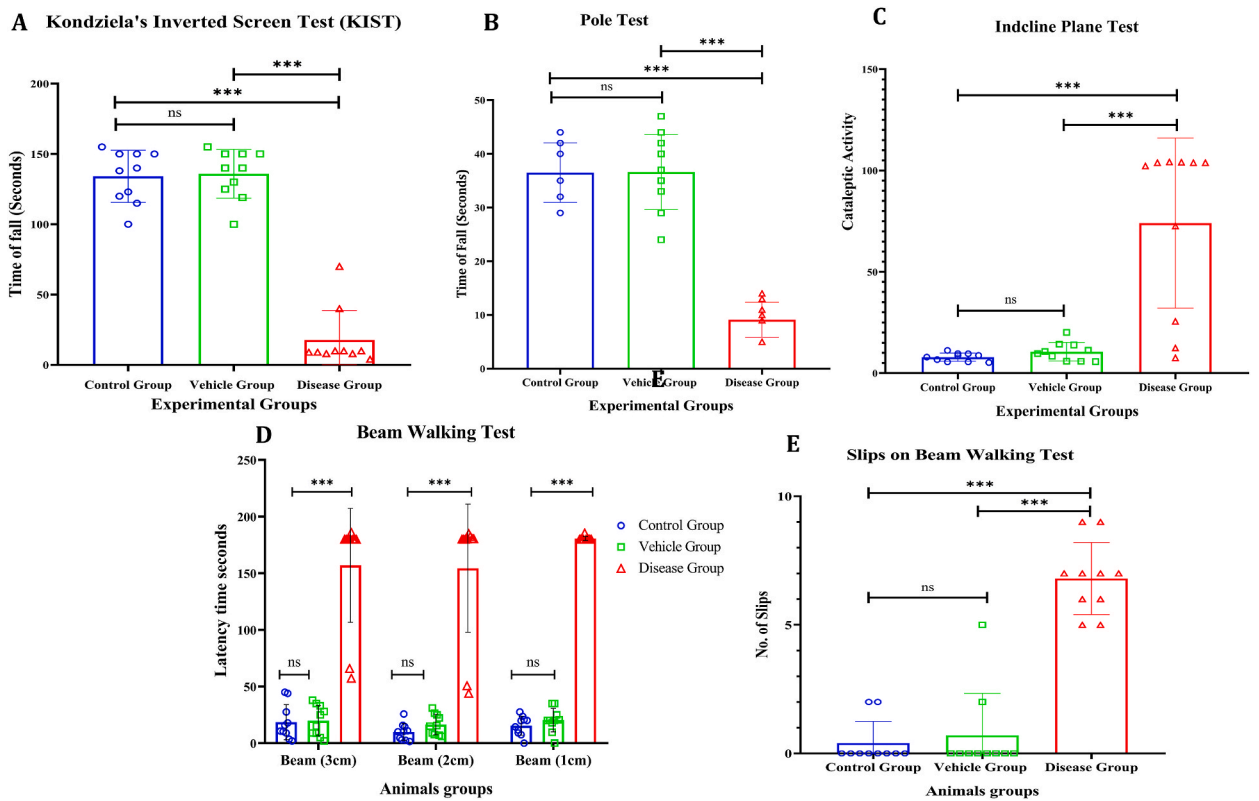 A
Kondziela's Inverted Screen Test (KIST)
***
***
ns
200
150
100
50
0
Time of fall (Seconds)
Control Group
Vehicle Group
Disease Group
Experimental Groups
B
Pole Test
***
***
ns
50
40
30
20
10
0
Time of Fall (Seconds)
Control Group
Vehicle Group
Disease Group
E
Experimental Groups
C
Indcline Plane Test
***
***
ns
150
100
50
0
Cataleptic Activity
Control Group
Vehicle Group
Disease Group
Experimental Groups
D
Beam Walking Test
250
200
150
100
50
0
Latency time seconds
***
***
***
ns
ns
ns
Control Group
Vehicle Group
Disease Group
Beam (3cm)
Beam (2cm)
Beam (1cm)
Animals groups
E
Slips on Beam Walking Test
***
***
ns
10
5
0
No. of Slips
Control Group
Vehicle Group
Disease Group
Animals groups